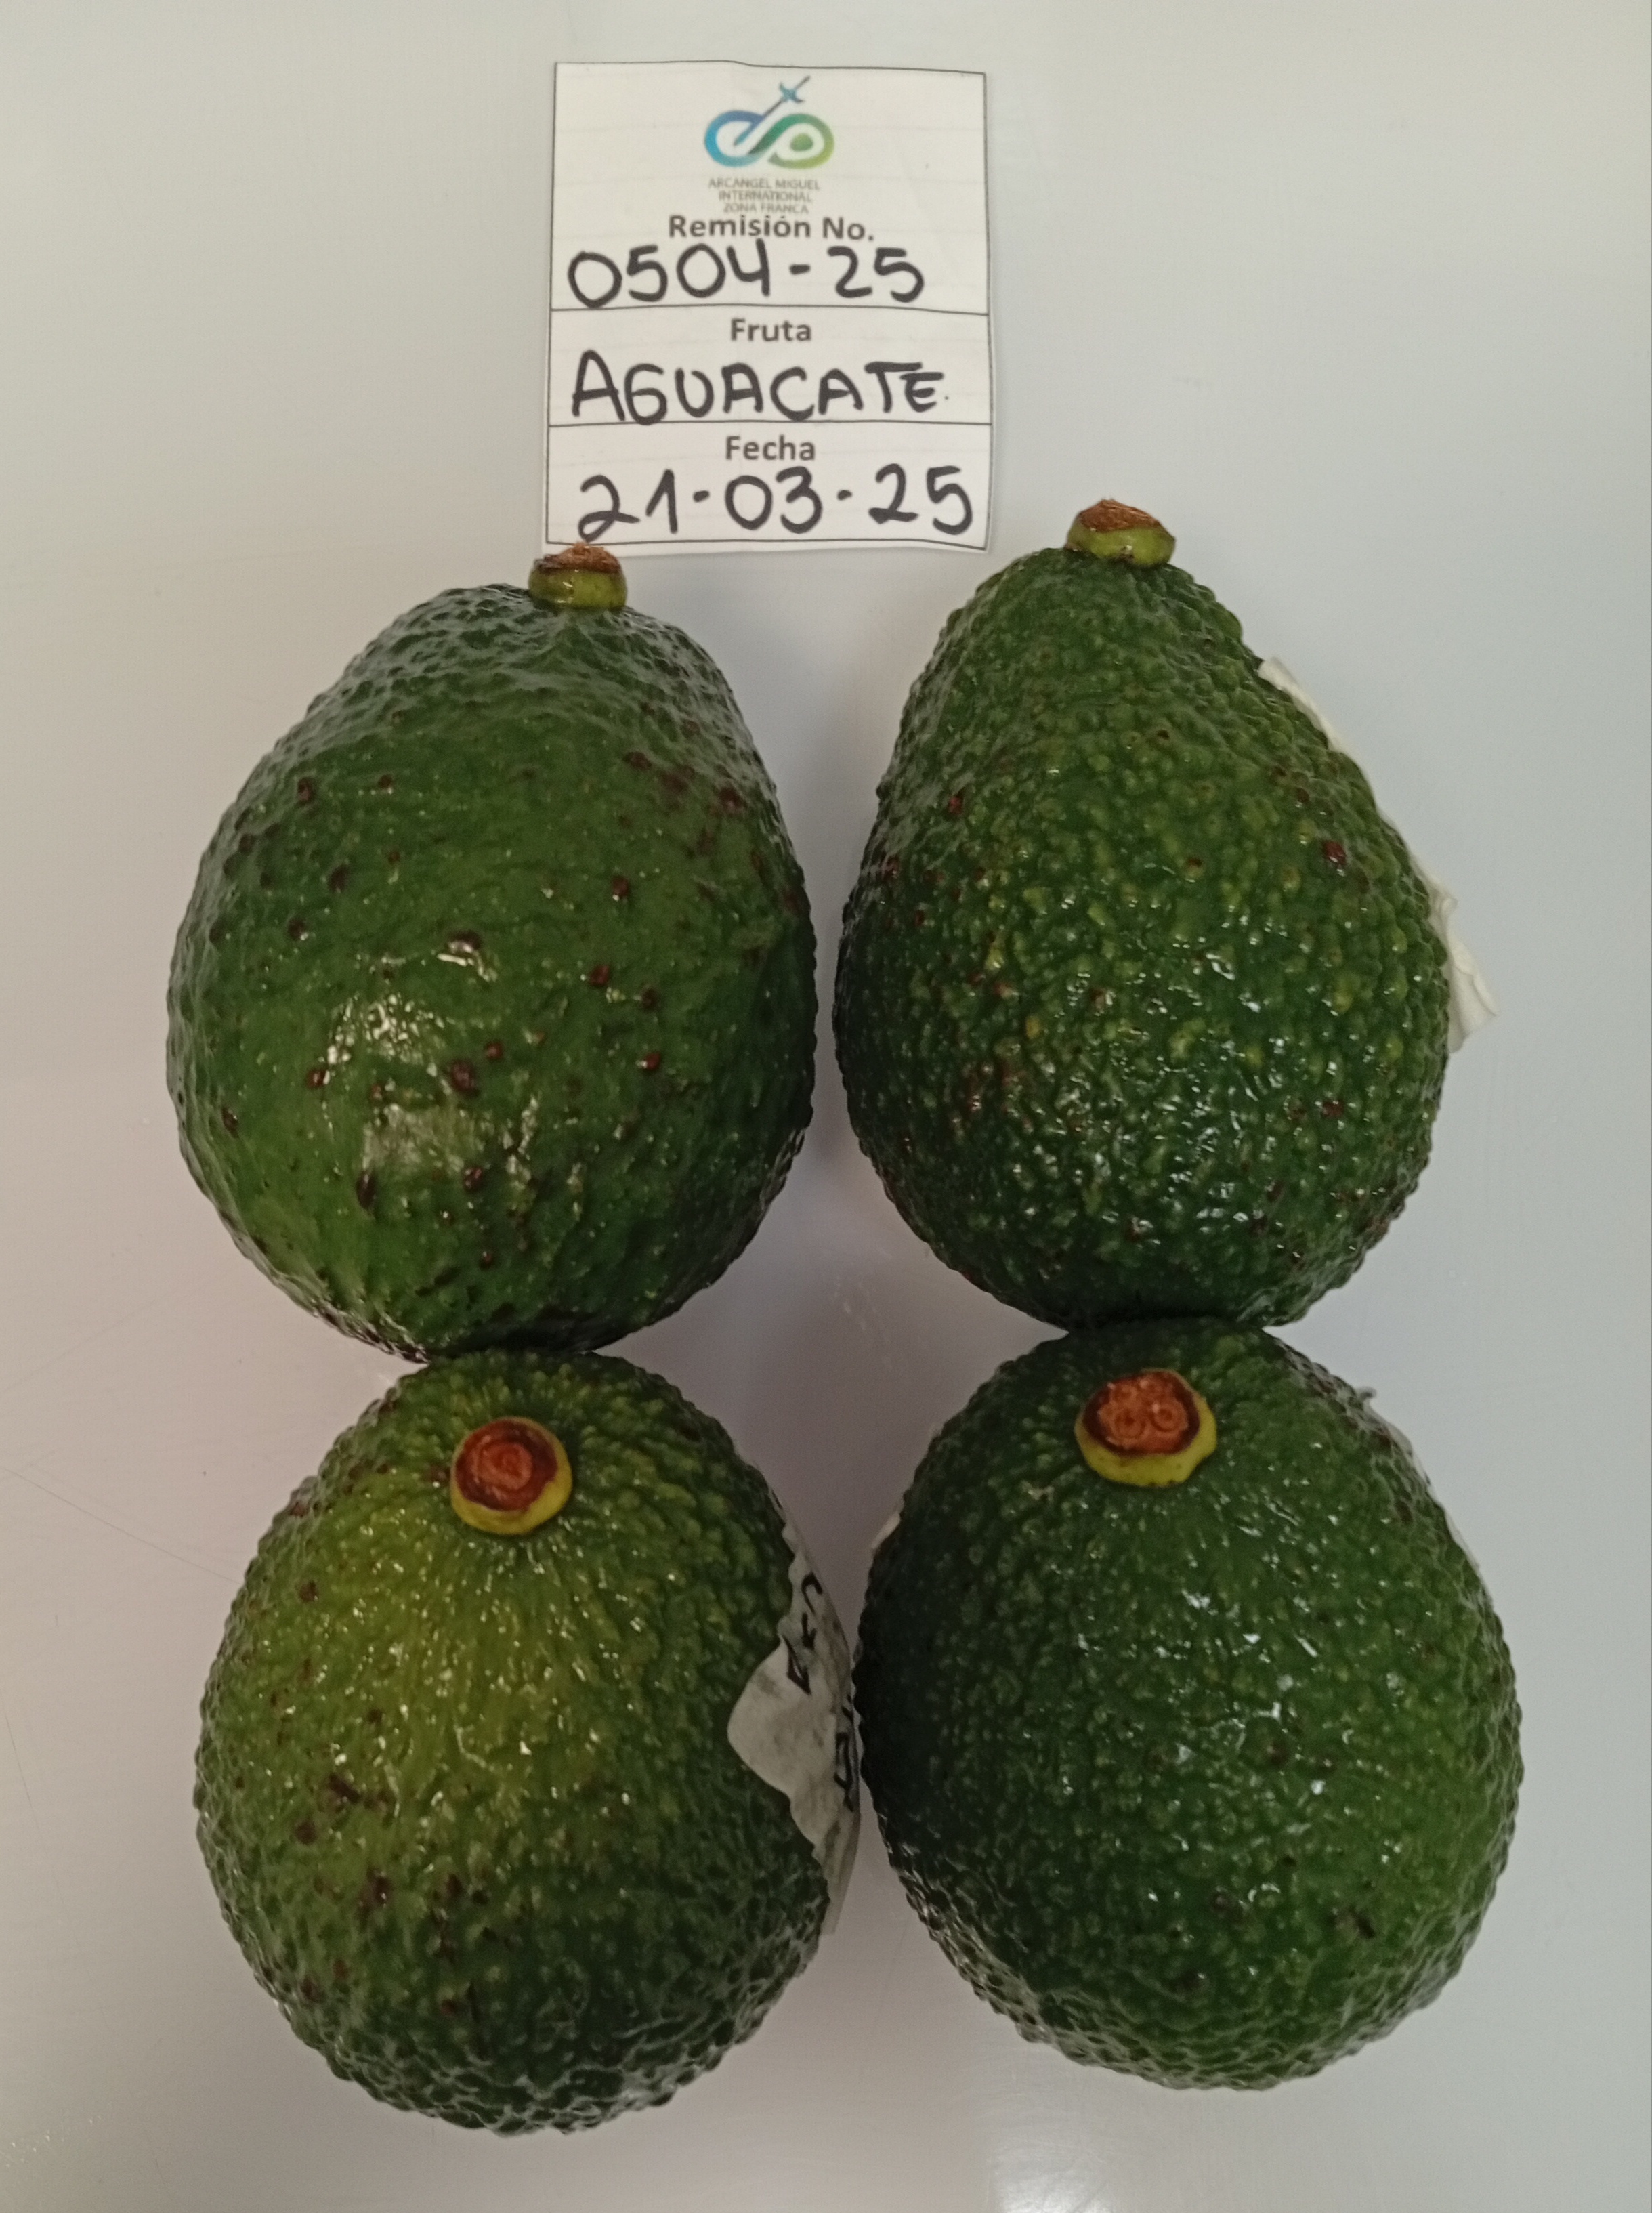 ARCANGEL MIGUEL
INTERNATIONAL
ZONA FRANCA
Remisión No.
0504-25
Fruta
AGUACATE
Fecha
21-03-25